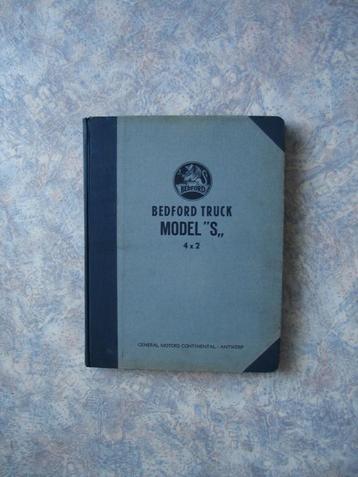 BEDFORD
BEDFORD TRUCK
MODEL "S„
4 x 2
GENERAL MOTORS CONTINENTAL - ANTWERP